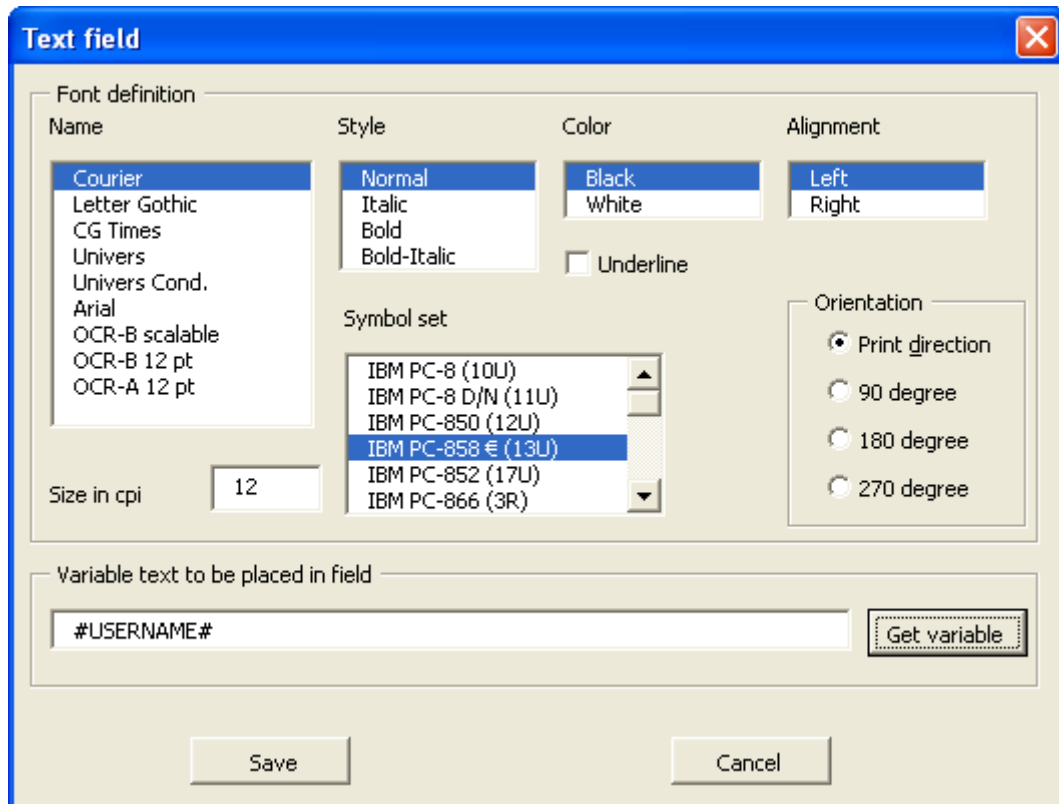 Text field
Font definition
Name
Style
Color
Alignment
Courier
Letter Gothic
CG Times
Univers
Univers Cond.
Arial
OCR-B scalable
OCR-B 12 pt
OCR-A 12 pt
Normal
Italic
Bold
Bold-Italic
Black
White
Left
Right
Underline
Symbol set
IBM PC-8 (10U)
IBM PC-8 D/N (11U)
IBM PC-850 (12U)
IBM PC-858 € (13U)
IBM PC-852 (17U)
IBM PC-866 (3R)
Orientation
Print direction
90 degree
180 degree
270 degree
Size in cpi
12
Variable text to be placed in field
#USERNAME#
Get variable
Save
Cancel